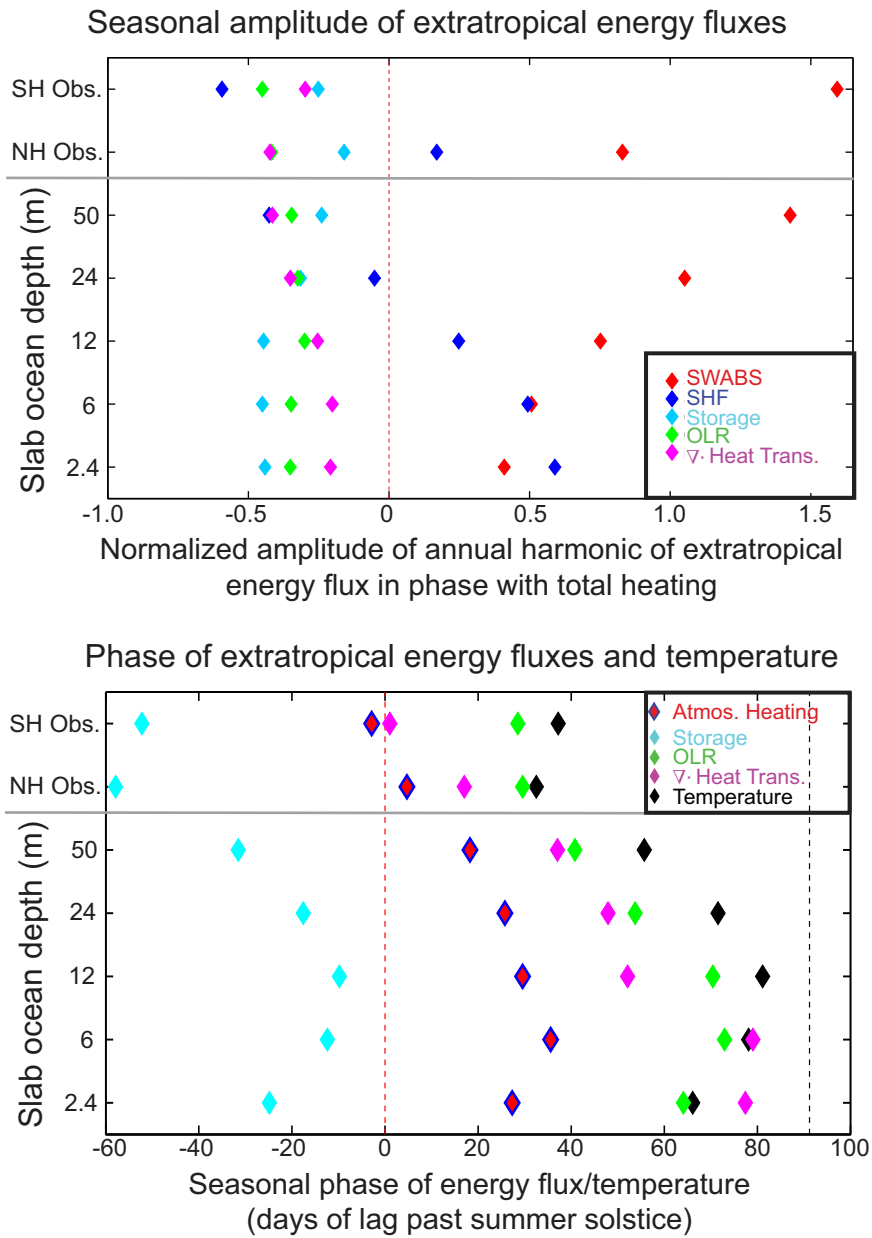 Seasonal amplitude of extratropical energy fluxes
SH Obs.
NH Obs.
50
24
12
6
2.4
Slab ocean depth (m)
SWABS
SHF
Storage
OLR
∇· Heat Trans.
-1.0 -0.5 0 0.5 1.0 1.5
Normalized amplitude of annual harmonic of extratropical
energy flux in phase with total heating
Phase of extratropical energy fluxes and temperature
SH Obs.
NH Obs.
50
24
12
6
2.4
Slab ocean depth (m)
Atmos. Heating
Storage
OLR
∇· Heat Trans.
Temperature
-60 -40 -20 0 20 40 60 80 100
Seasonal phase of energy flux/temperature
(days of lag past summer solstice)